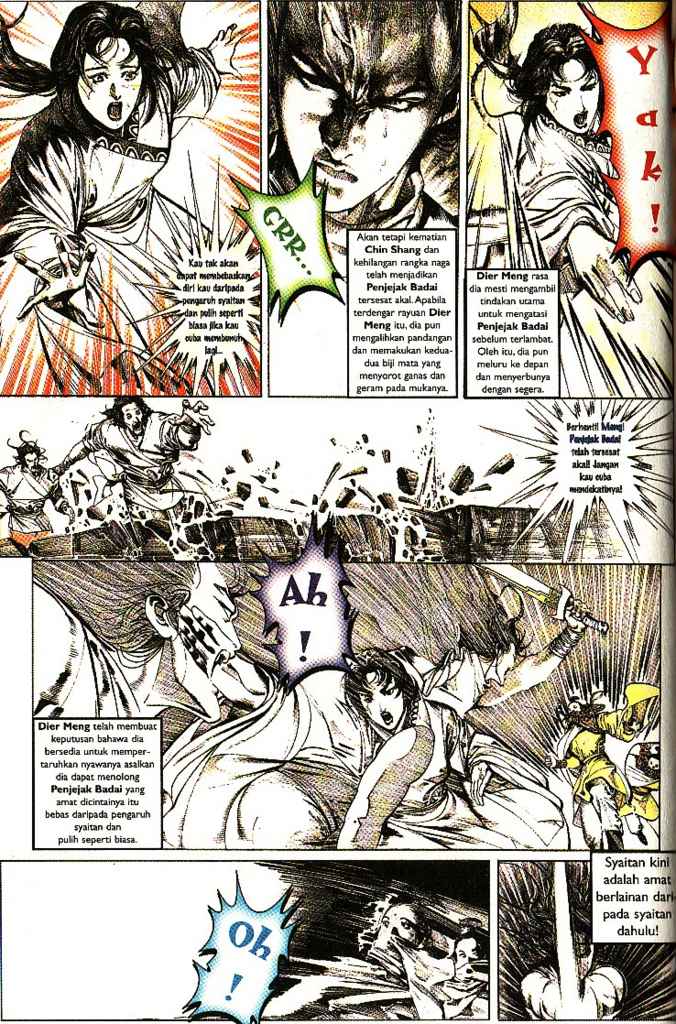 Kau tak akan
dapat membebaskan
diri kau daripada
pengaruh syaitan
dan pulih seperti
biasa jika kau
cuba membunuh
lagi...
GRR...
Akan tetapi kematian
Chin Shang dan
kehilangan rangka naga
telah menjadikan
Penjejak Badai
tersesat akal. Apabila
terdengar rayuan Dier
Meng itu, dia pun
mengalihkan pandangan
dan memakukan kedua-
dua biji mata yang
menyorot ganas dan
geram pada mukanya.
Yak!
Dier Meng rasa
dia mesti mengambil
tindakan utama
untuk mengatasi
Penjejak Badai
sebelum terlambat.
Oleh itu, dia pun
meluru ke depan
dan menyerbunya
dengan segera.
Berhenti! Meng!
Penjejak Badai
telah tersesat
akal! Jangan
kau cuba
mendekatinya!
Ah!
Dier Meng telah membuat
keputusan bahawa dia
bersedia untuk memper-
taruhkan nyawanya asalkan
dia dapat menolong
Penjejak Badai yang
amat dicintainya itu
bebas daripada pengaruh
syaitan dan
pulih seperti biasa.
Oh!
Syaitan kini
adalah amat
berlainan dari
pada syaitan
dahulu!